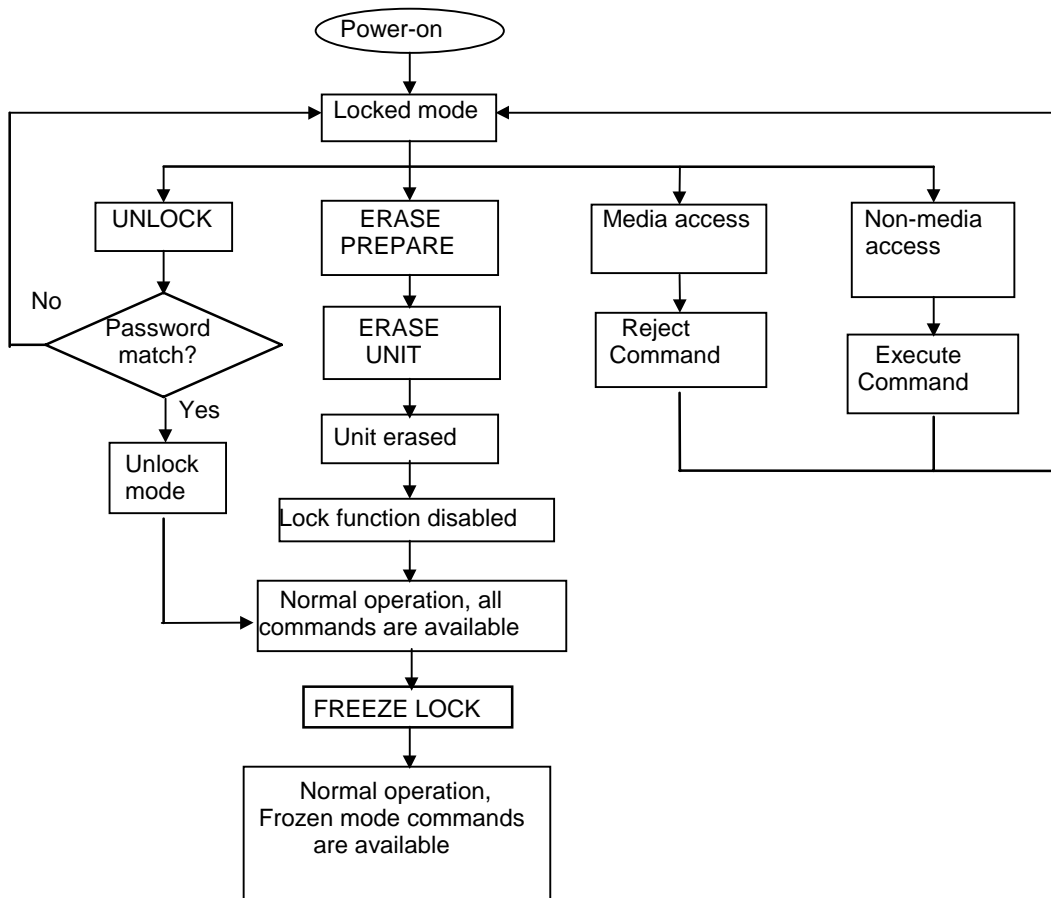 Power-on
Locked mode
UNLOCK
ERASE
PREPARE
Media access
Non-media
access
No
Password
match?
ERASE
UNIT
Reject
Command
Execute
Command
Yes
Unit erased
Unlock
mode
Lock function disabled
Normal operation, all
commands are available
FREEZE LOCK
Normal operation,
Frozen mode commands
are available